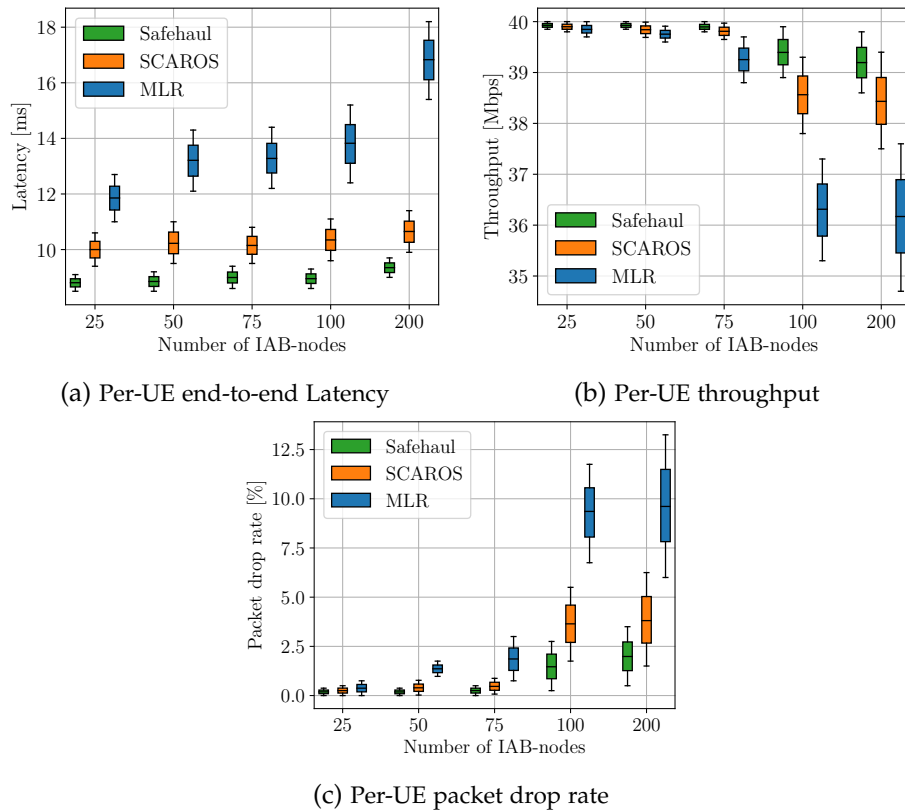 18
16
14
12
10
Latency [ms]
Safehaul
SCAROS
MLR
25 50 75 100 200
Number of IAB-nodes
(a) Per-UE end-to-end Latency
40
39
38
37
36
35
Throughput [Mbps]
Safehaul
SCAROS
MLR
25 50 75 100 200
Number of IAB-nodes
(b) Per-UE throughput
12.5
10.0
7.5
5.0
2.5
0.0
Packet drop rate [%]
Safehaul
SCAROS
MLR
25 50 75 100 200
Number of IAB-nodes
(c) Per-UE packet drop rate